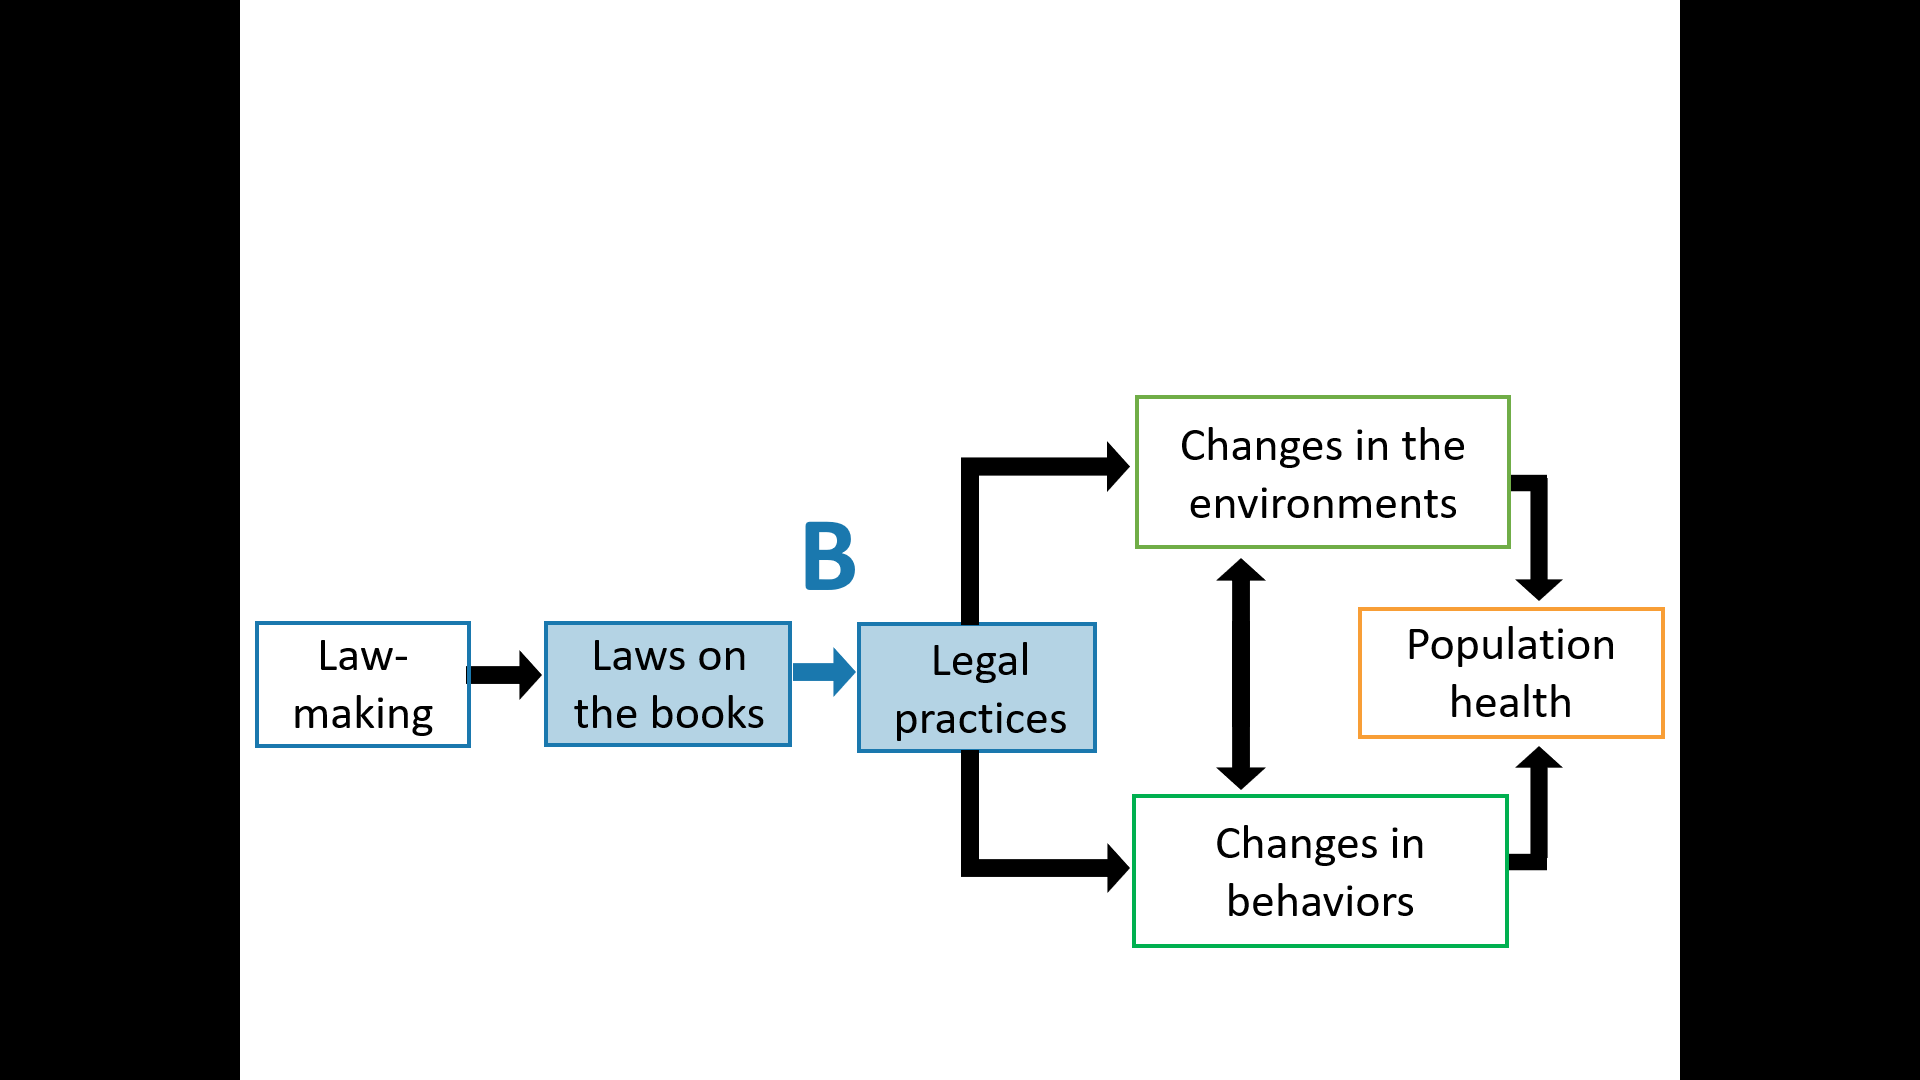 Changes in the
environments
B
Law-
making
Laws on
the books
Legal
practices
Population
health
Changes in
behaviors